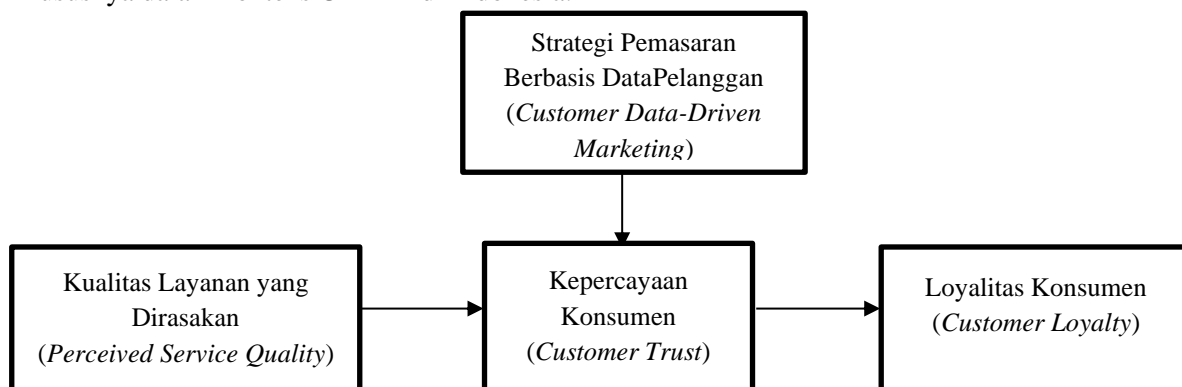 Strategi Pemasaran
Berbasis DataPelanggan
(Customer Data-Driven
Marketing)
Kualitas Layanan yang
Dirasakan
(Perceived Service Quality)
Kepercayaan
Konsumen
(Customer Trust)
Loyalitas Konsumen
(Customer Loyalty)